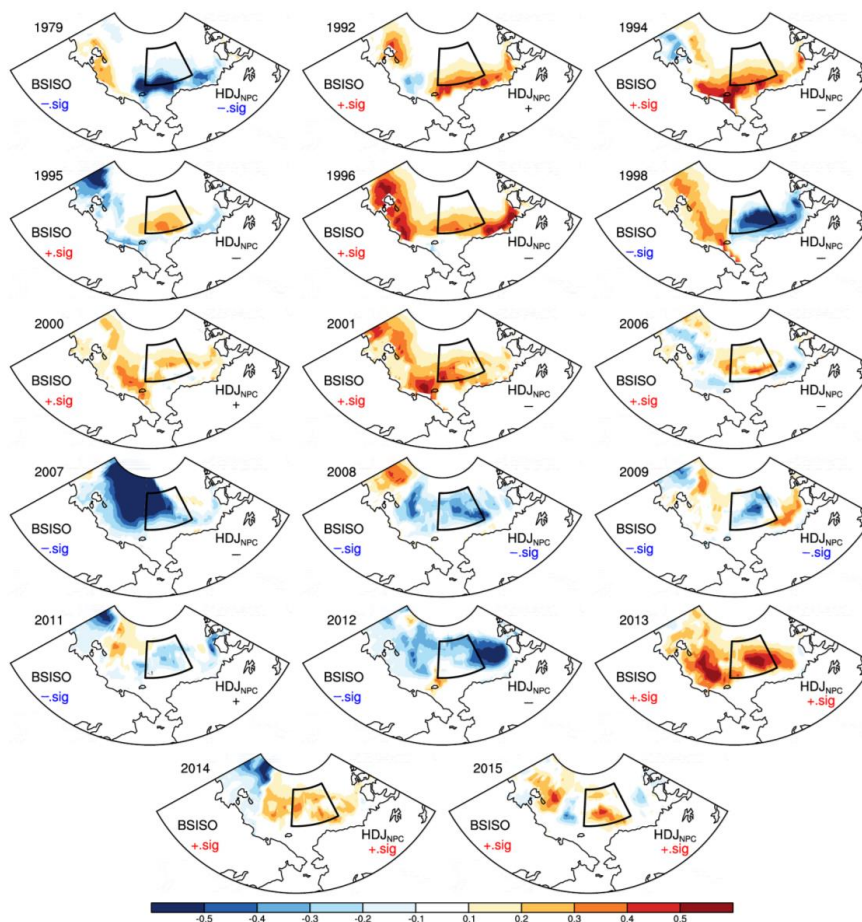 1979
BSISO
−.sig
HDJNPC
−.sig
1992
BSISO
+.sig
HDJNPC
+
1994
BSISO
+.sig
HDJNPC
−
1995
BSISO
+.sig
HDJNPC
−
1996
BSISO
+.sig
HDJNPC
−
1998
BSISO
−.sig
HDJNPC
−
2000
BSISO
+.sig
HDJNPC
+
2001
BSISO
+.sig
HDJNPC
−
2006
BSISO
+.sig
HDJNPC
−
2007
BSISO
−.sig
HDJNPC
−
2008
BSISO
−.sig
HDJNPC
−.sig
2009
BSISO
−.sig
HDJNPC
−.sig
2011
BSISO
−.sig
HDJNPC
+
2012
BSISO
−.sig
HDJNPC
−
2013
BSISO
+.sig
HDJNPC
+.sig
2014
BSISO
+.sig
HDJNPC
+.sig
2015
BSISO
+.sig
HDJNPC
+.sig
-0.5 -0.4 -0.3 -0.2 -0.1 0.1 0.2 0.3 0.4 0.5